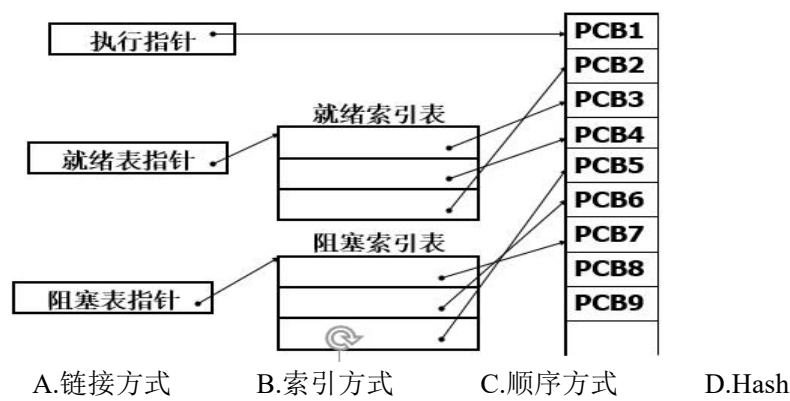 执行指针
就绪表指针
阻塞表指针
就绪索引表
阻塞索引表
PCB1
PCB2
PCB3
PCB4
PCB5
PCB6
PCB7
PCB8
PCB9
A.链接方式 B.索引方式 C.顺序方式 D.Hash